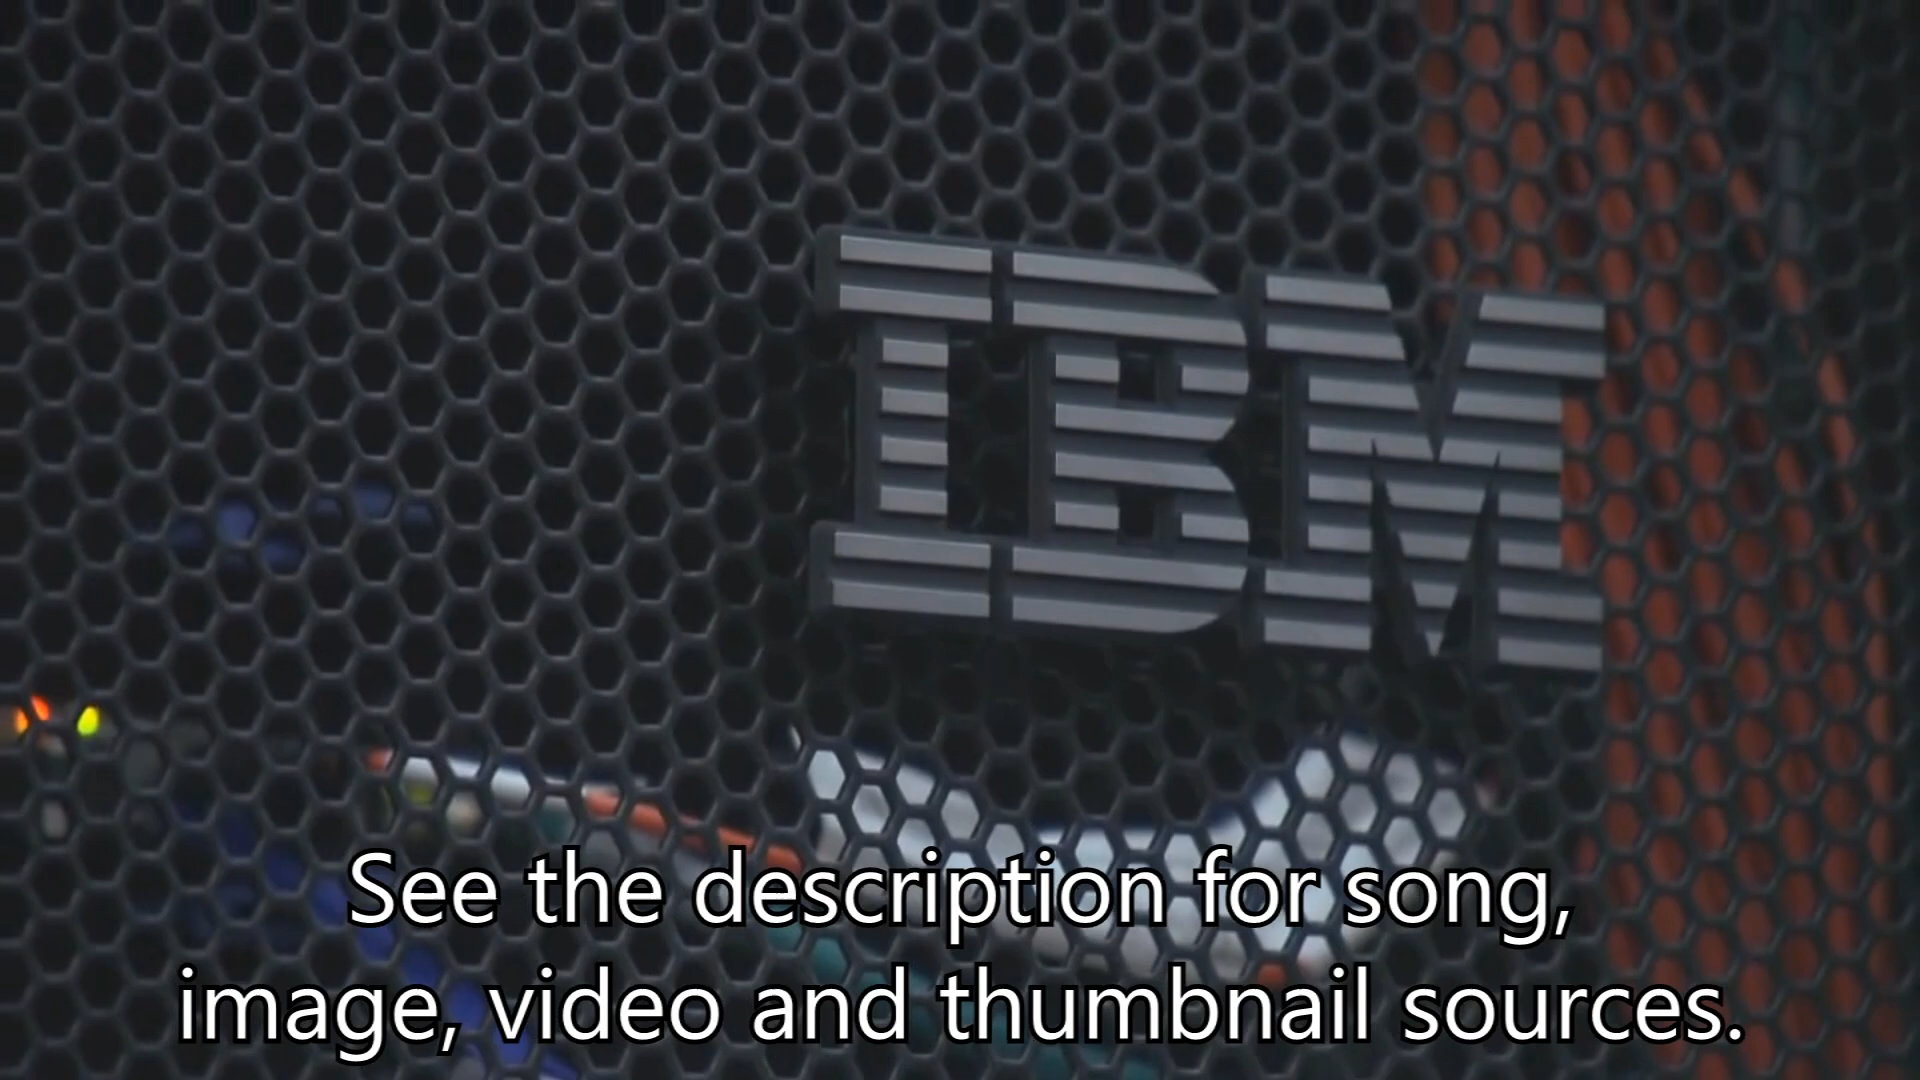 IBM
See the description for song,
image, video and thumbnail sources.